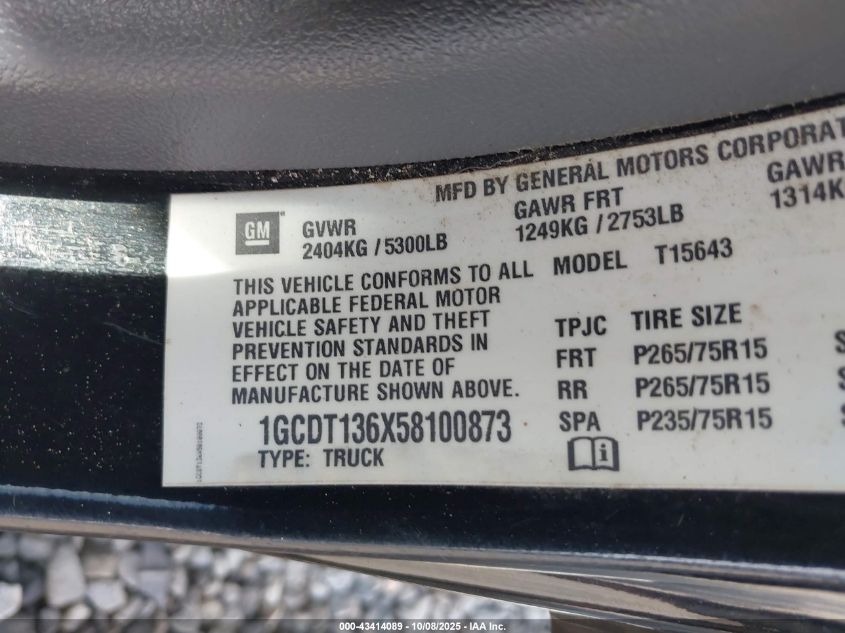 MFD BY GENERAL MOTORS CORPORAT
GM
GVWR
2404KG / 5300LB
GAWR FRT
1249KG / 2753LB
GAWR
1314K
THIS VEHICLE CONFORMS TO ALL
APPLICABLE FEDERAL MOTOR
VEHICLE SAFETY AND THEFT
PREVENTION STANDARDS IN
EFFECT ON THE DATE OF
MANUFACTURE SHOWN ABOVE.
1GCDT136X58100873
TYPE: TRUCK
MODEL T15643
TPJC TIRE SIZE
FRT P265/75R15 S
RR P265/75R15 S
SPA P235/75R15 S
000-43414089 - 10/08/2025 - IAA Inc.